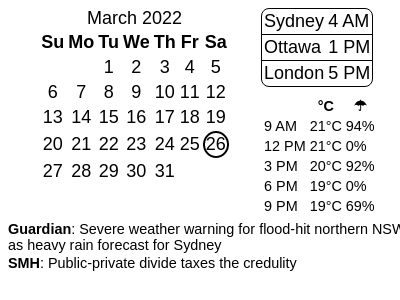 March 2022
Su Mo Tu We Th Fr Sa
1 2 3 4 5
6 7 8 9 10 11 12
13 14 15 16 17 18 19
20 21 22 23 24 25 26
27 28 29 30 31
Sydney 4 AM
Ottawa 1 PM
London 5 PM
°C ☂
9 AM 21°C 94%
12 PM 21°C 0%
3 PM 20°C 92%
6 PM 19°C 0%
9 PM 19°C 69%
Guardian: Severe weather warning for flood-hit northern NSW
as heavy rain forecast for Sydney
SMH: Public-private divide taxes the credulity